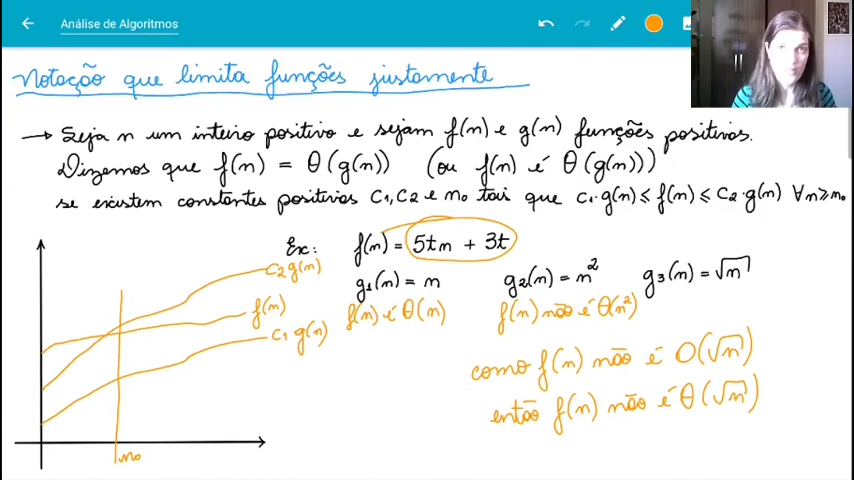 Análise de Algoritmos
Notação que limita funções justamente
→ Seja n um inteiro positivo e sejam f(n) e g(n) funções positivas.
Dizemos que f(n) = Θ(g(n)) (ou f(n) é Θ(g(n)))
se existem constantes positivas c₁, c₂ e n₀ tais que c₁·g(n) ≤ f(n) ≤ c₂·g(n) ∀n≥n₀
Ex: f(n) = 5tn + 3t
g₁(n) = n g₂(n) = n² g₃(n) = √n
f(n) é Θ(n) f(n) não é Θ(n²)
como f(n) não é O(√n)
então f(n) não é Θ(√n)
c₂g(n)
f(n)
c₁g(n)
n₀